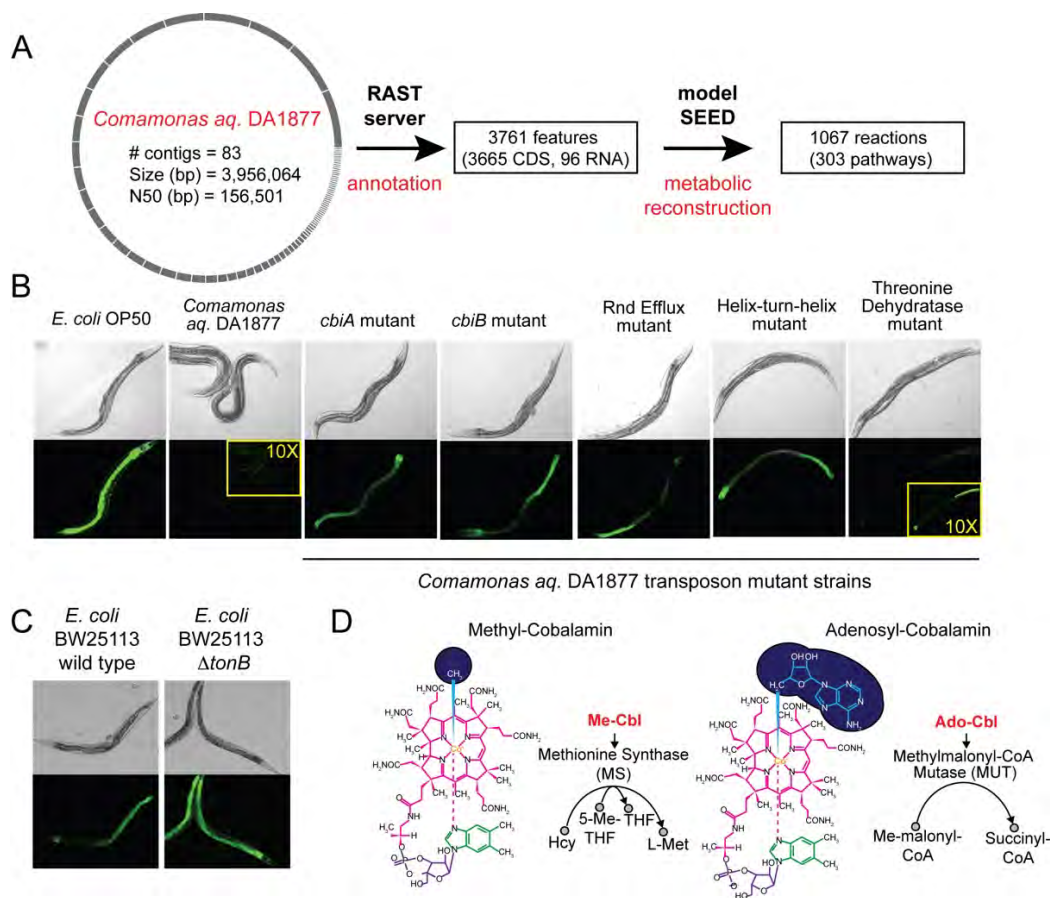 A
Comamonas aq. DA1877
# contigs = 83
Size (bp) = 3,956,064
N50 (bp) = 156,501
RAST
server
annotation
3761 features
(3665 CDS, 96 RNA)
model
SEED
metabolic
reconstruction
1067 reactions
(303 pathways)
B
E. coli OP50
Comamonas
aq. DA1877
cbiA mutant
cbiB mutant
Rnd Efflux
mutant
Helix-turn-helix
mutant
Threonine
Dehydratase
mutant
10X
10X
Comamonas aq. DA1877 transposon mutant strains
C
E. coli
BW25113
wild type
E. coli
BW25113
ΔtonB
D
Methyl-Cobalamin
Me-Cbl
Methionine Synthase
(MS)
Hcy
5-Me-
THF
THF
L-Met
Adenosyl-Cobalamin
Ado-Cbl
Methylmalonyl-CoA
Mutase (MUT)
Me-malonyl-
CoA
Succinyl-
CoA